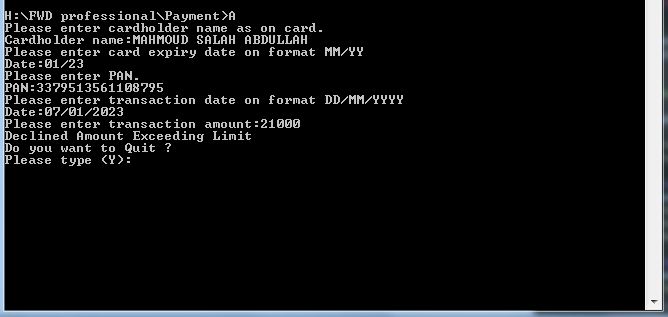 H:\FWD professional\Payment>A
Please enter cardholder name as on card.
Cardholder name:MAHMOUD SALAH ABDULLAH
Please enter card expiry date on format MM/YY
Date:01/23
Please enter PAN.
PAN:3379513561108795
Please enter transaction date on format DD/MM/YYYY
Date:07/01/2023
Please enter transaction amount:21000
Declined Amount Exceeding Limit
Do you want to Quit ?
Please type (Y):